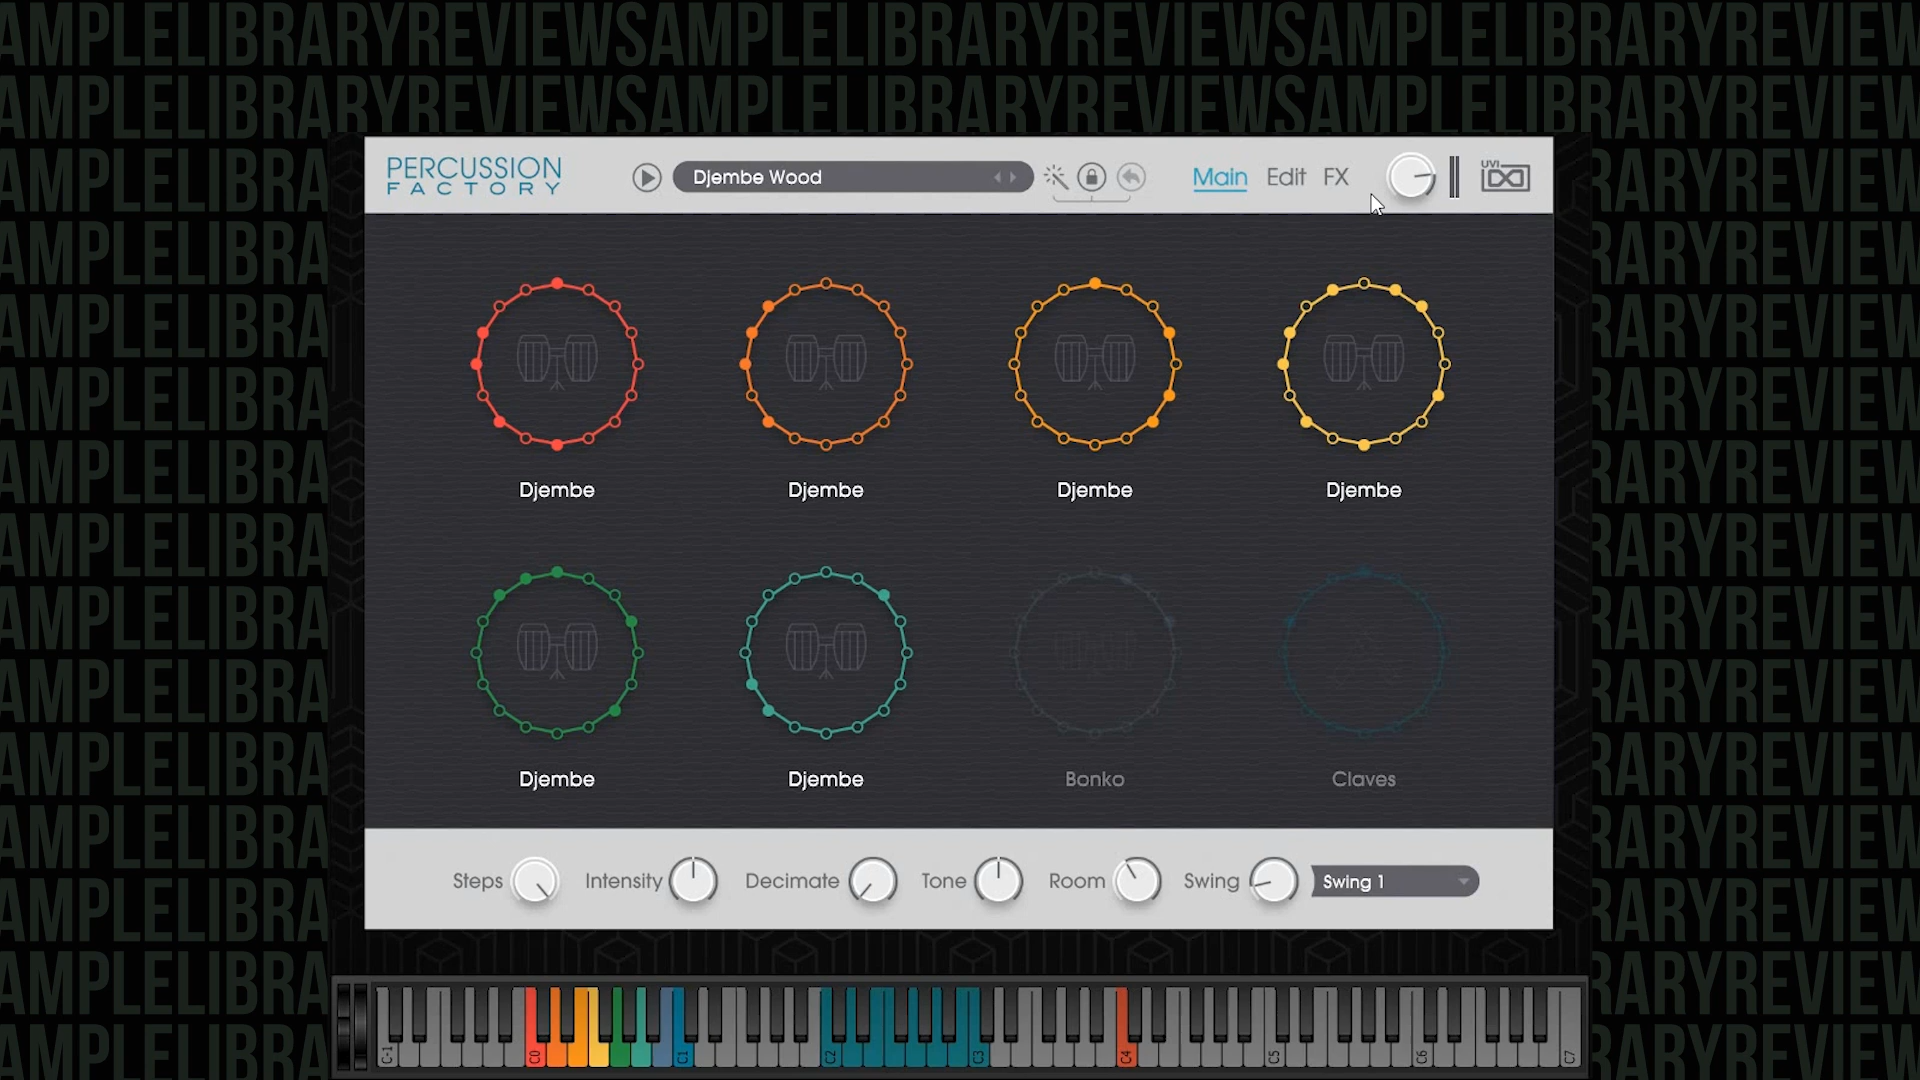 AMPLELIBRARYREVIEWSAMPLELIBRARYREVIEWSAMPLELIBRARYREVIEW
AMPLELIBRARYREVIEWSAMPLELIBRARYREVIEWSAMPLELIBRARYREVIEW
PERCUSSION
FACTORY
Djembe Wood
Main Edit FX
UVI
Djembe Djembe Djembe Djembe
Djembe Djembe Bonko Claves
Steps Intensity Decimate Tone Room Swing Swing 1
C-1 C0 C1 C2 C3 C4 C5 C6 C7